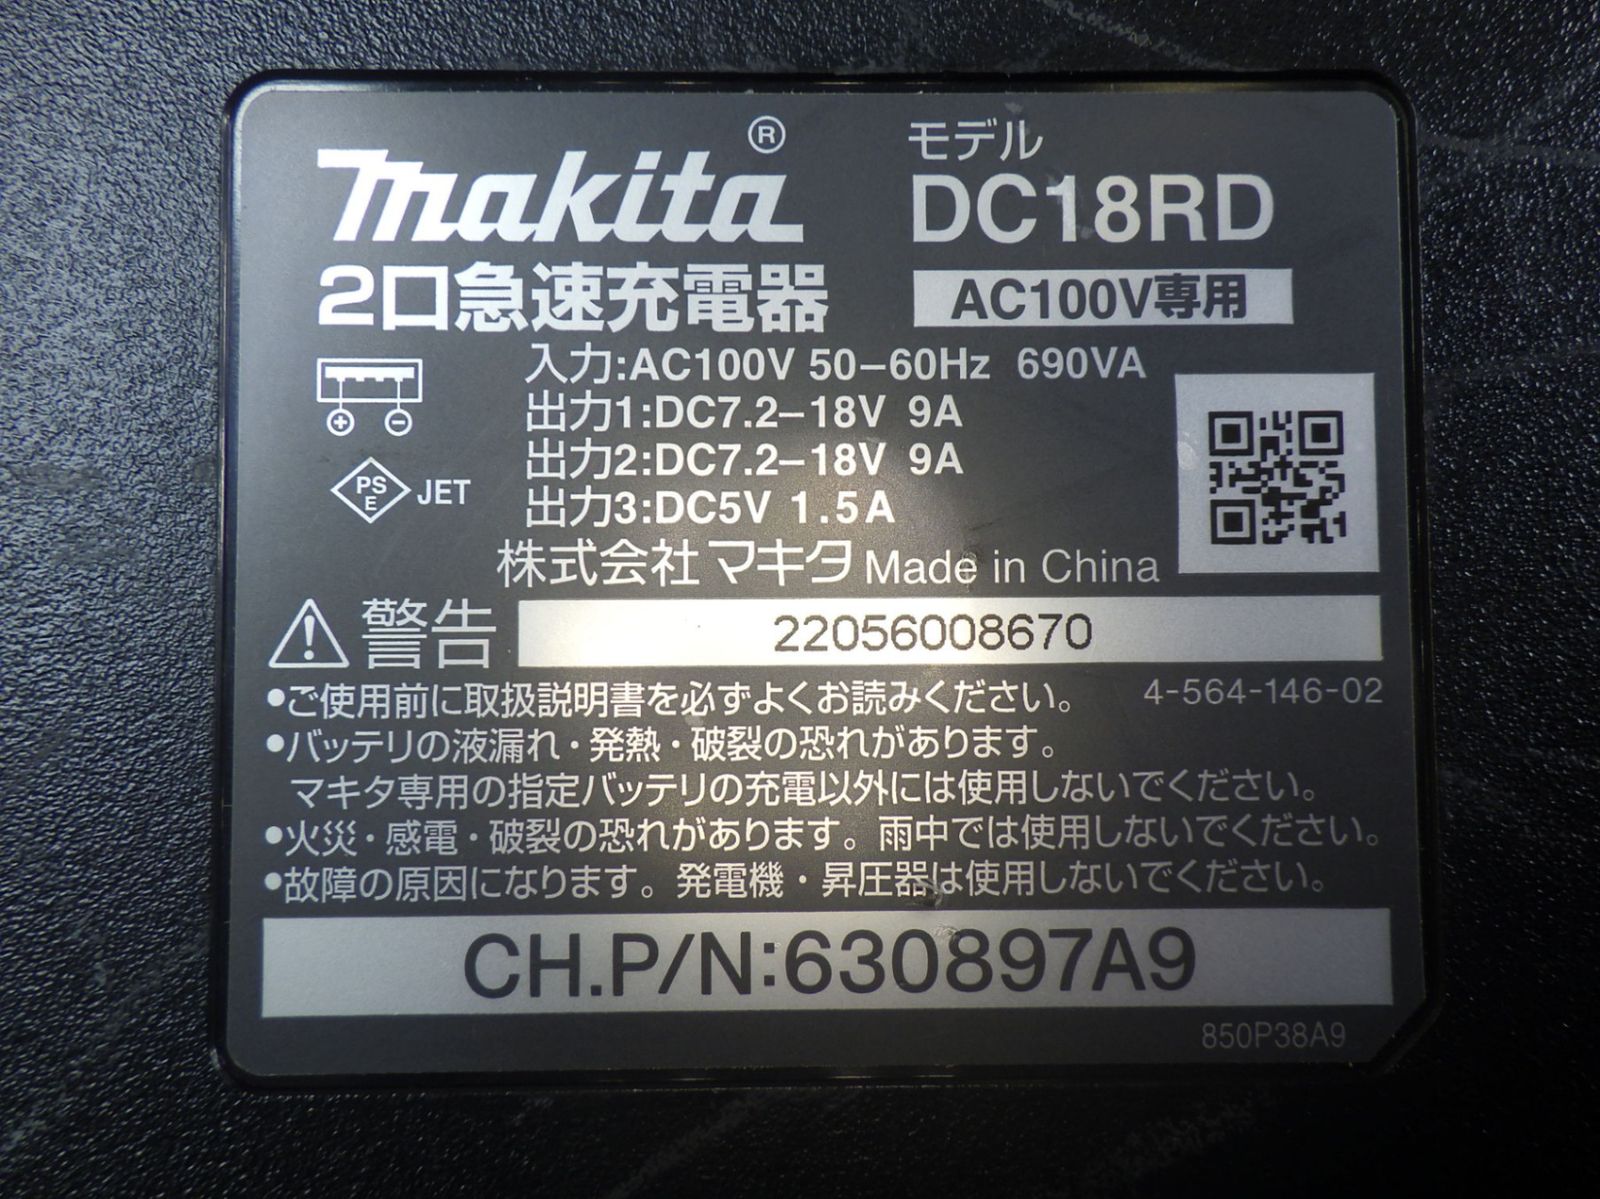 makita®
モデル
DC18RD
2口急速充電器
AC100V専用
入力:AC100V 50–60Hz 690VA
出力1:DC7.2–18V 9A
出力2:DC7.2–18V 9A
出力3:DC5V 1.5A
PS E JET
株式会社マキタ Made in China
警告 22056008670
•ご使用前に取扱説明書を必ずよくお読みください。 4-564-146-02
•バッテリの液漏れ・発熱・破裂の恐れがあります。
マキタ専用の指定バッテリの充電以外には使用しないでください。
•火災・感電・破裂の恐れがあります。雨中では使用しないでください。
•故障の原因になります。発電機・昇圧器は使用しないでください。
CH.P/N:630897A9
850P38A9